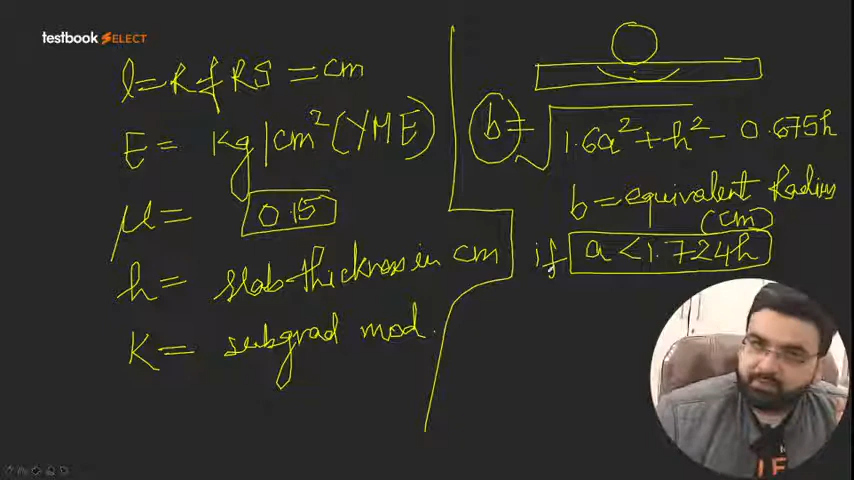 testbook SELECT
l = R of RS = cm
E = Kg/cm² (YME)
μ = 0.15
h = slab thickness in cm
K = subgrad mod.
b = √1.6a² + h² - 0.675h
b = equivalent Radius
(cm)
if a < 1.724h